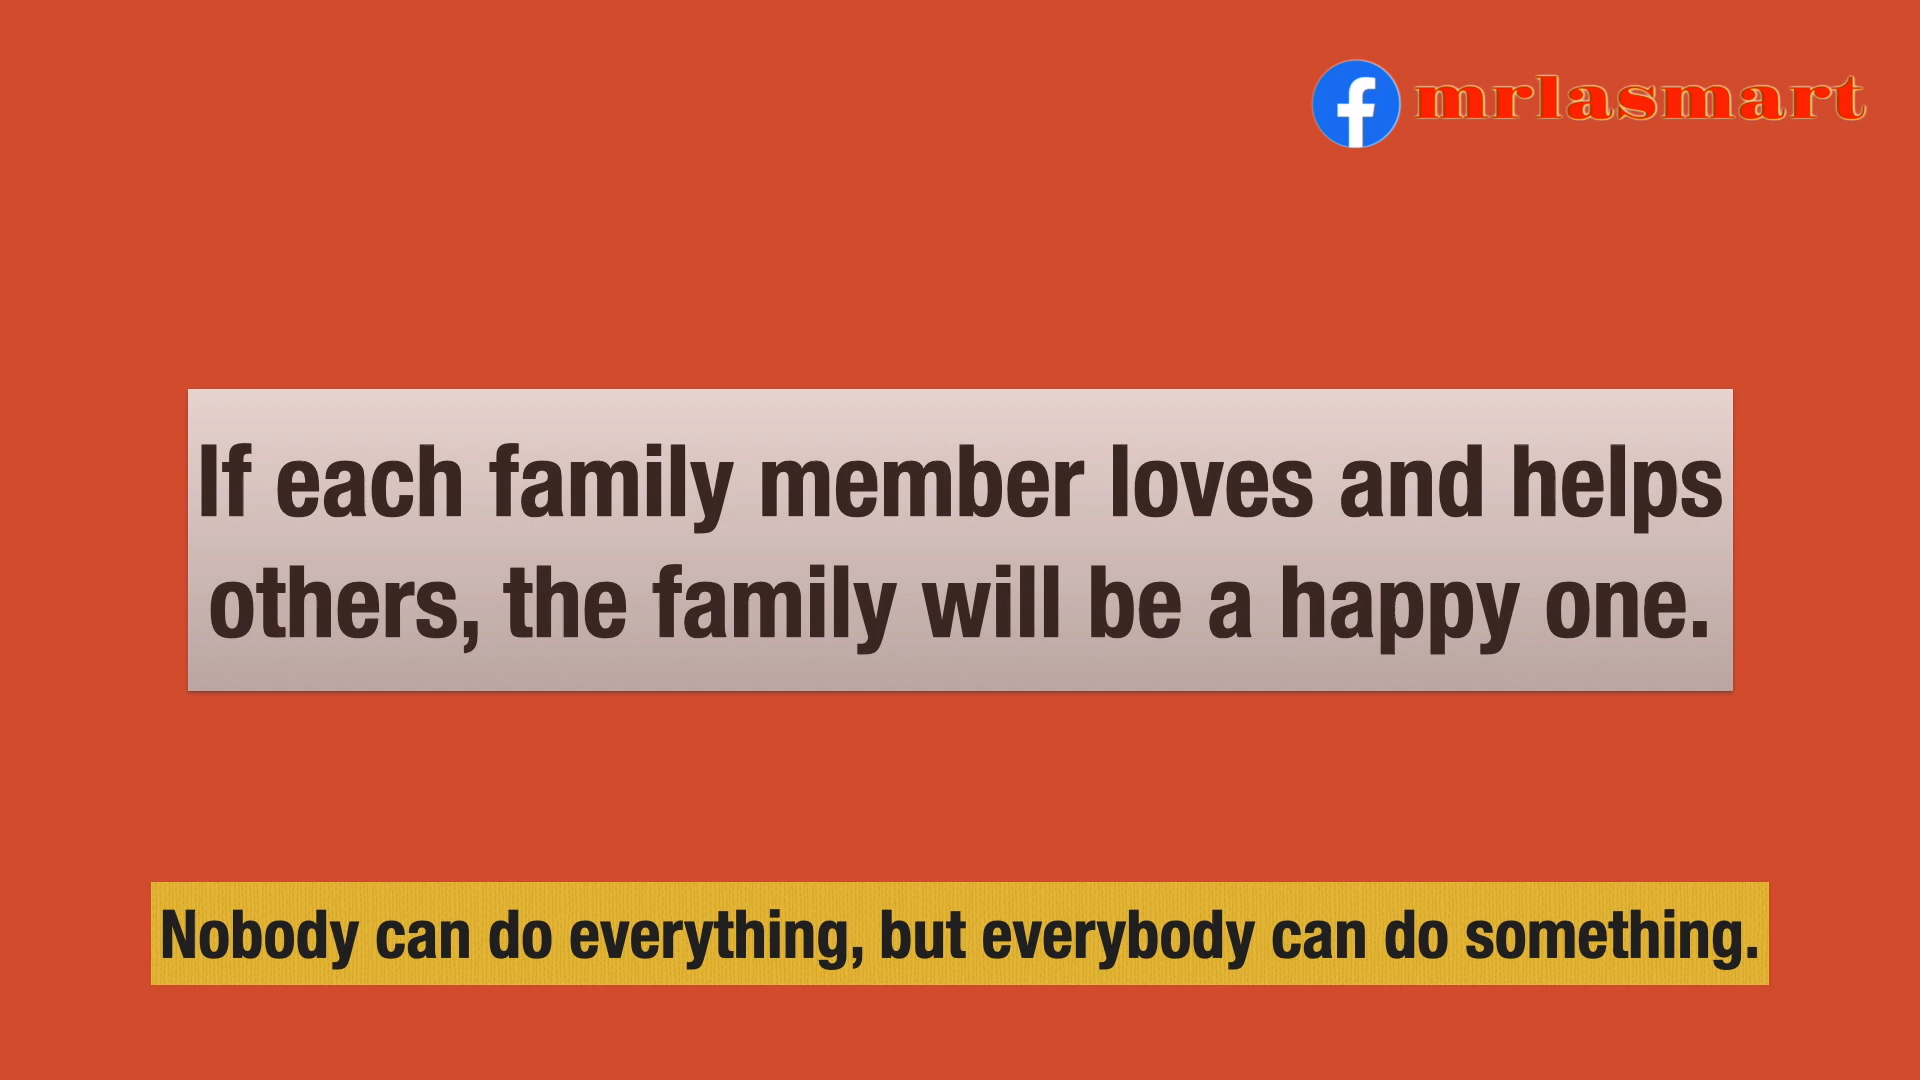 mrlasmart
If each family member loves and helps
others, the family will be a happy one.
Nobody can do everything, but everybody can do something.